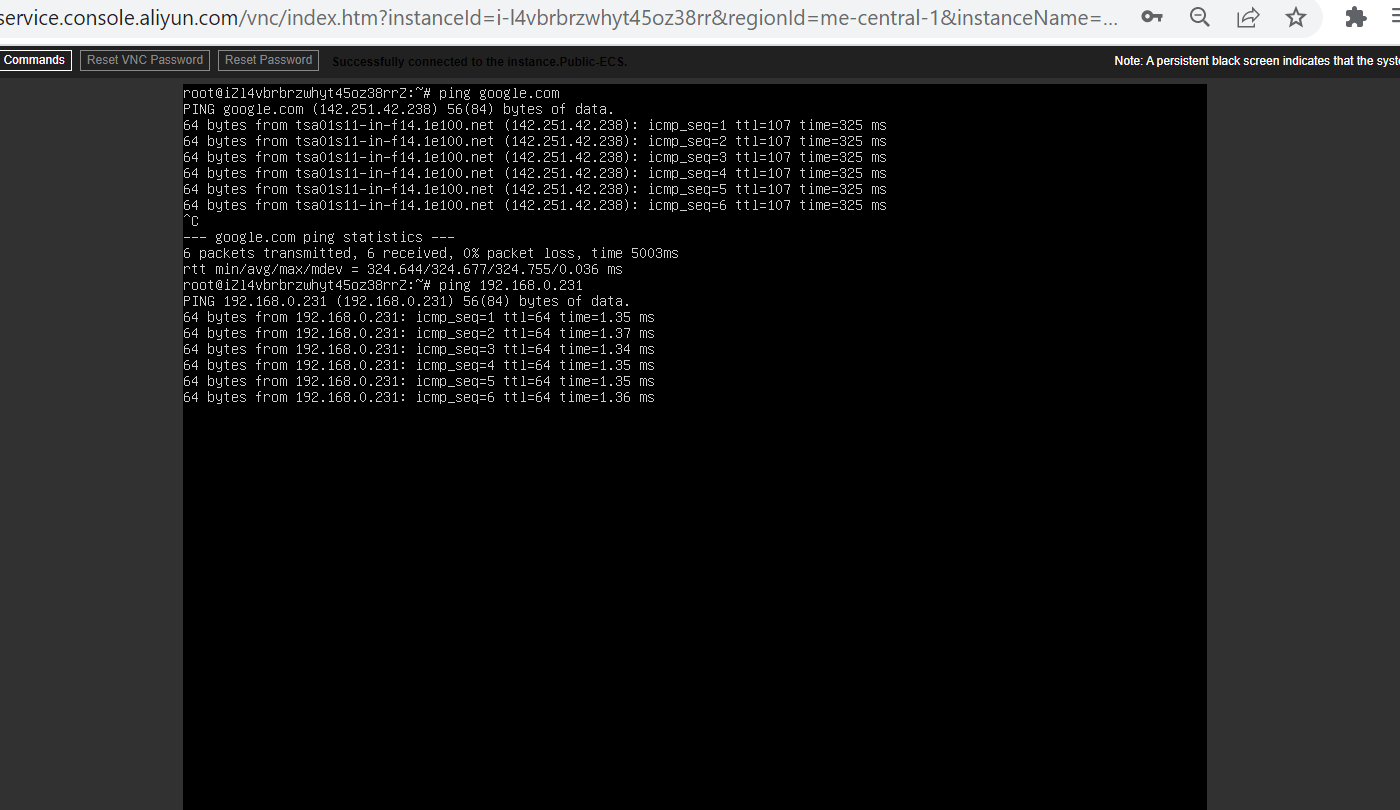 service.console.aliyun.com/vnc/index.htm?instanceId=i-l4vbrbrzwhyt45oz38rr&regionId=me-central-1&instanceName=...
Commands Reset VNC Password Reset Password Successfully connected to the instance.Public-ECS. Note: A persistent black screen indicates that the syste
root@iZl4vbrbrzwhyt45oz38rrZ:~# ping google.com
PING google.com (142.251.42.238) 56(84) bytes of data.
64 bytes from tsa01s11-in-f14.1e100.net (142.251.42.238): icmp_seq=1 ttl=107 time=325 ms
64 bytes from tsa01s11-in-f14.1e100.net (142.251.42.238): icmp_seq=2 ttl=107 time=325 ms
64 bytes from tsa01s11-in-f14.1e100.net (142.251.42.238): icmp_seq=3 ttl=107 time=325 ms
64 bytes from tsa01s11-in-f14.1e100.net (142.251.42.238): icmp_seq=4 ttl=107 time=325 ms
64 bytes from tsa01s11-in-f14.1e100.net (142.251.42.238): icmp_seq=5 ttl=107 time=325 ms
64 bytes from tsa01s11-in-f14.1e100.net (142.251.42.238): icmp_seq=6 ttl=107 time=325 ms
^C
--- google.com ping statistics ---
6 packets transmitted, 6 received, 0% packet loss, time 5003ms
rtt min/avg/max/mdev = 324.644/324.677/324.755/0.036 ms
root@iZl4vbrbrzwhyt45oz38rrZ:~# ping 192.168.0.231
PING 192.168.0.231 (192.168.0.231) 56(84) bytes of data.
64 bytes from 192.168.0.231: icmp_seq=1 ttl=64 time=1.35 ms
64 bytes from 192.168.0.231: icmp_seq=2 ttl=64 time=1.37 ms
64 bytes from 192.168.0.231: icmp_seq=3 ttl=64 time=1.34 ms
64 bytes from 192.168.0.231: icmp_seq=4 ttl=64 time=1.35 ms
64 bytes from 192.168.0.231: icmp_seq=5 ttl=64 time=1.35 ms
64 bytes from 192.168.0.231: icmp_seq=6 ttl=64 time=1.36 ms